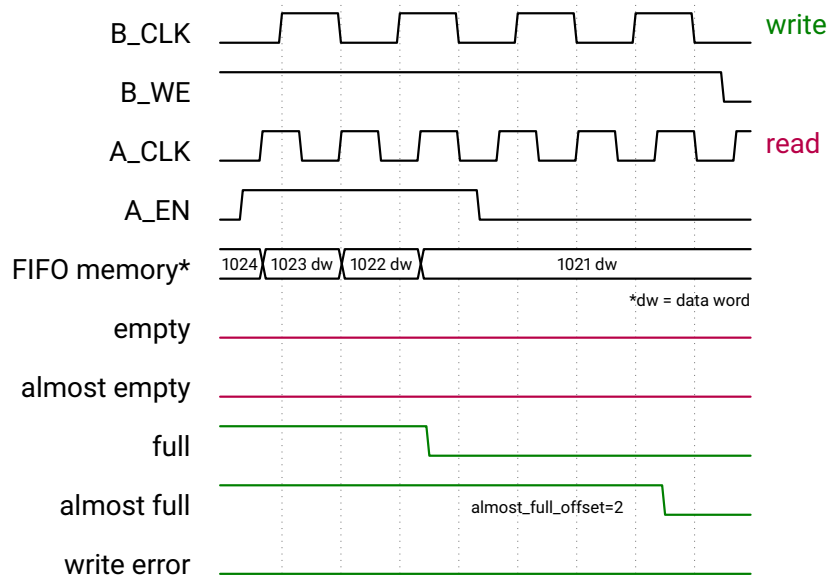 B_CLK
write
B_WE
A_CLK
read
A_EN
FIFO memory*
1024
1023 dw
1022 dw
1021 dw
*dw = data word
empty
almost empty
full
almost full
almost_full_offset=2
write error